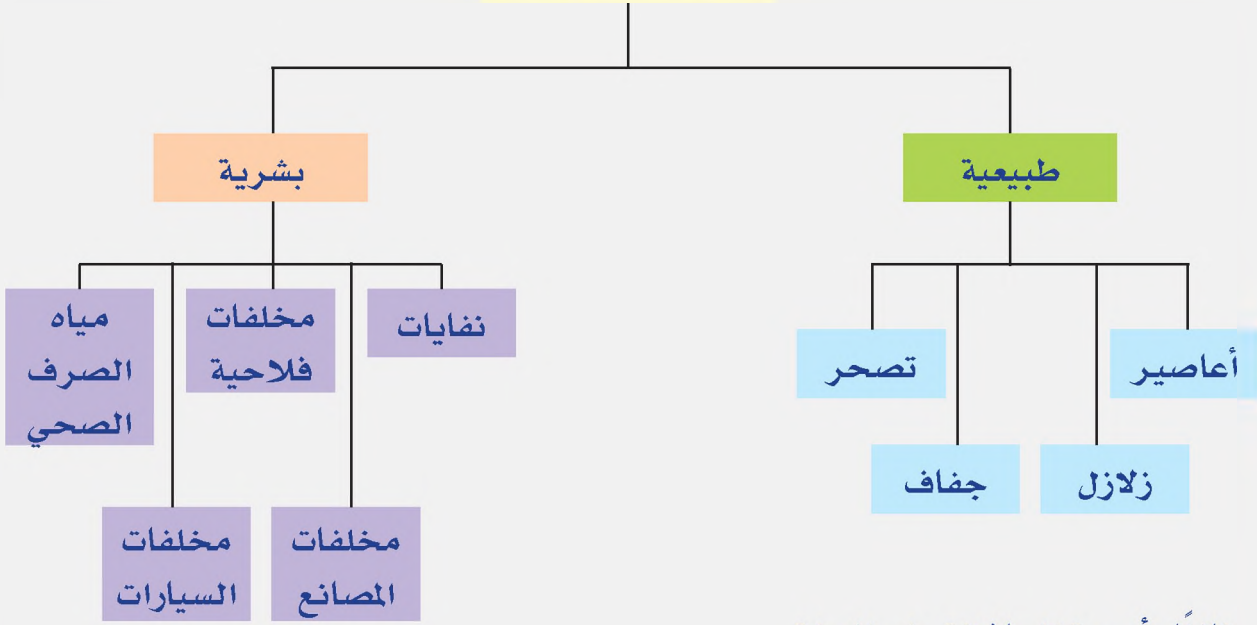 طبيعية
أعاصير
زلازل
جفاف
تصحر
بشرية
نفايات
مخلفات
المصانع
مخلفات
فلاحية
مخلفات
السيارات
مياه
الصرف
الصحي